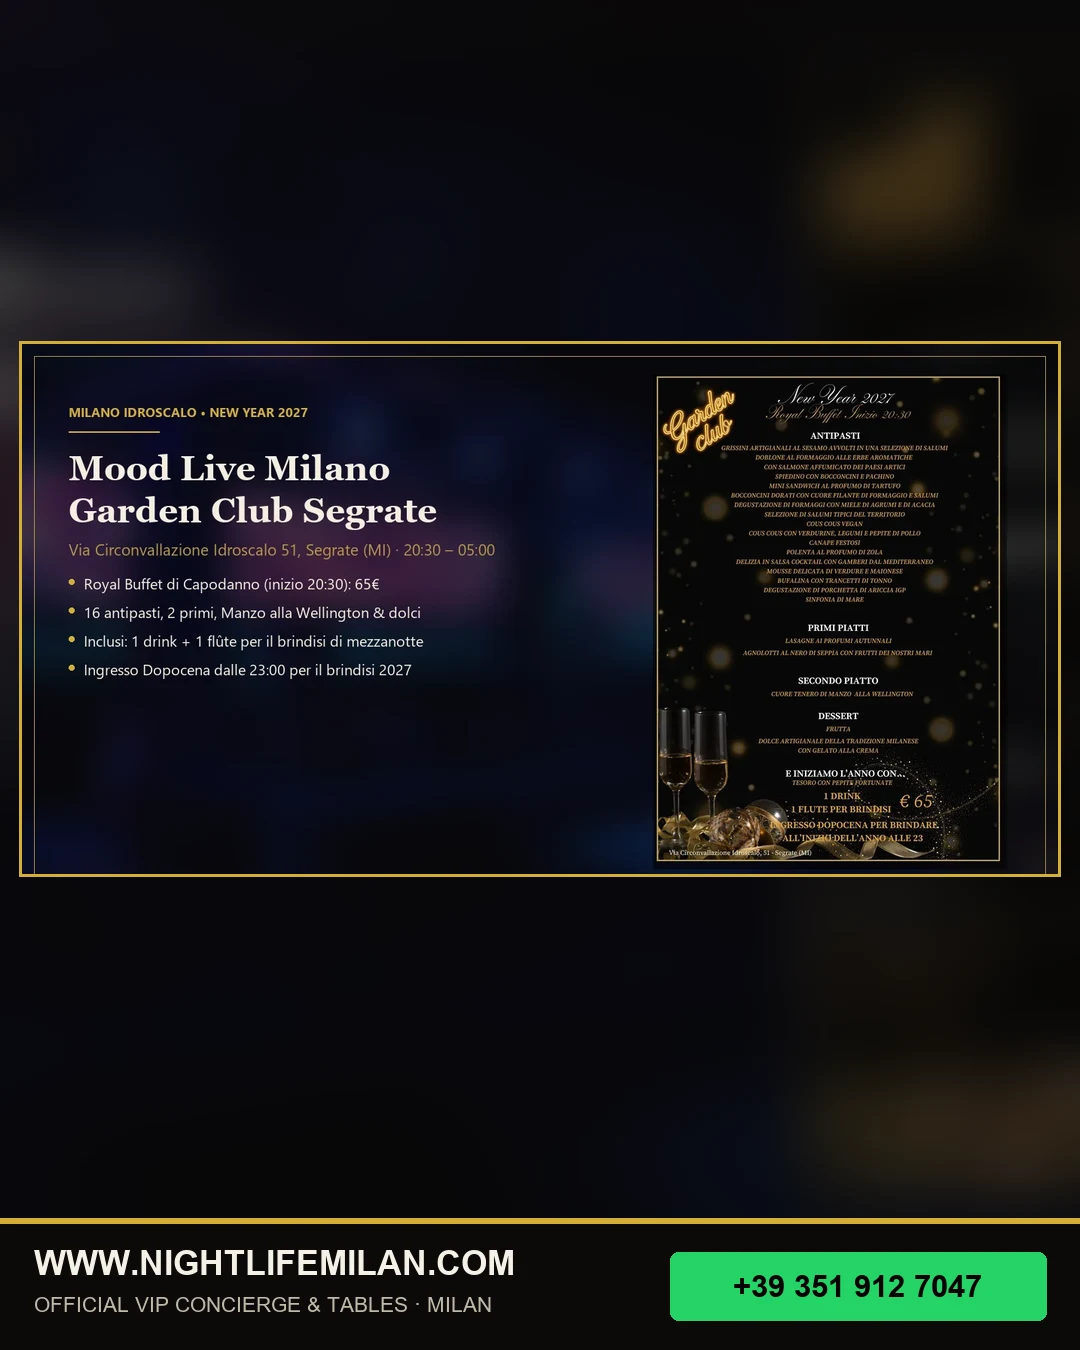 MILANO IDROSCALO • NEW YEAR 2027
Mood Live Milano
Garden Club Segrate
Via Circonvallazione Idroscalo 51, Segrate (MI) · 20:30 – 05:00
Royal Buffet di Capodanno (inizio 20:30): 65€
16 antipasti, 2 primi, Manzo alla Wellington & dolci
Inclusi: 1 drink + 1 flûte per il brindisi di mezzanotte
Ingresso Dopocena dalle 23:00 per il brindisi 2027
Garden
club
New Year 2027
Royal Buffet Inizio 20:30
ANTIPASTI
GRISSINI ARTIGIANALI AL SESAMO AVVOLTI IN UNA SELEZIONE DI SALUMI
DOBLONE AL FORMAGGIO ALLE ERBE AROMATICHE
CON SALMONE AFFUMICATO DEI PAESI ARTICI
SPIEDINO CON BOCCONCINI E PACHINO
MINI SANDWICH AL PROFUMO DI TARTUFO
BOCCONCINI DORATI CON CUORE FILANTE DI FORMAGGIO E SALUMI
DEGUSTAZIONE DI FORMAGGI CON MIELE DI AGRUMI E DI ACACIA
SELEZIONE DI SALUMI TIPICI DEL TERRITORIO
COUS COUS VEGAN
COUS COUS CON VERDURINE, LEGUMI E PEPITE DI POLLO
CANAPE FESTOSI
POLENTA AL PROFUMO DI ZOLA
DELIZIA IN SALSA COCKTAIL CON GAMBERI DAL MEDITERRANEO
MOUSSE DELICATA DI VERDURE E MAIONESE
BUFALINA CON TRANCETTI DI TONNO
DEGUSTAZIONE DI PORCHETTA DI ARICCIA IGP
SINFONIA DI MARE
PRIMI PIATTI
LASAGNE AI PROFUMI AUTUNNALI
AGNOLOTTI AL NERO DI SEPPIA CON FRUTTI DEI NOSTRI MARI
SECONDO PIATTO
CUORE TENERO DI MANZO ALLA WELLINGTON
DESSERT
FRUTTA
DOLCE ARTIGIANALE DELLA TRADIZIONE MILANESE
CON GELATO ALLA CREMA
E INIZIAMO L'ANNO CON...
TESORO CON PEPITE FORTUNATE
1 DRINK
1 FLUTE PER BRINDISI
€ 65
INGRESSO DOPOCENA PER BRINDARE
ALL'INIZIO DELL'ANNO ALLE 23
Via Circonvallazione Idroscalo, 51 - Segrate (MI)
WWW.NIGHTLIFEMILAN.COM
OFFICIAL VIP CONCIERGE & TABLES · MILAN
+39 351 912 7047